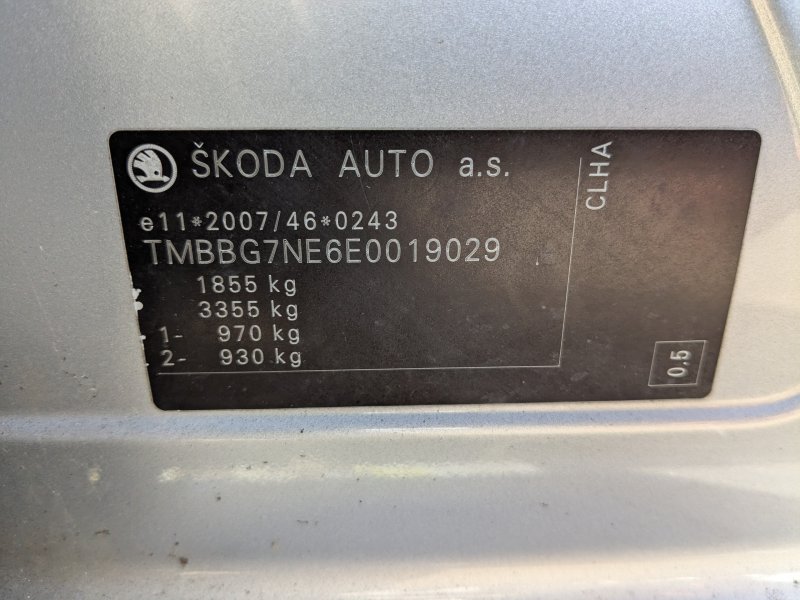 ŠKODA AUTO a.s.
e11*2007/46*0243
TMBBG7NE6E0019029
1855 kg
3355 kg
1- 970 kg
2- 930 kg
CLHA
0.5